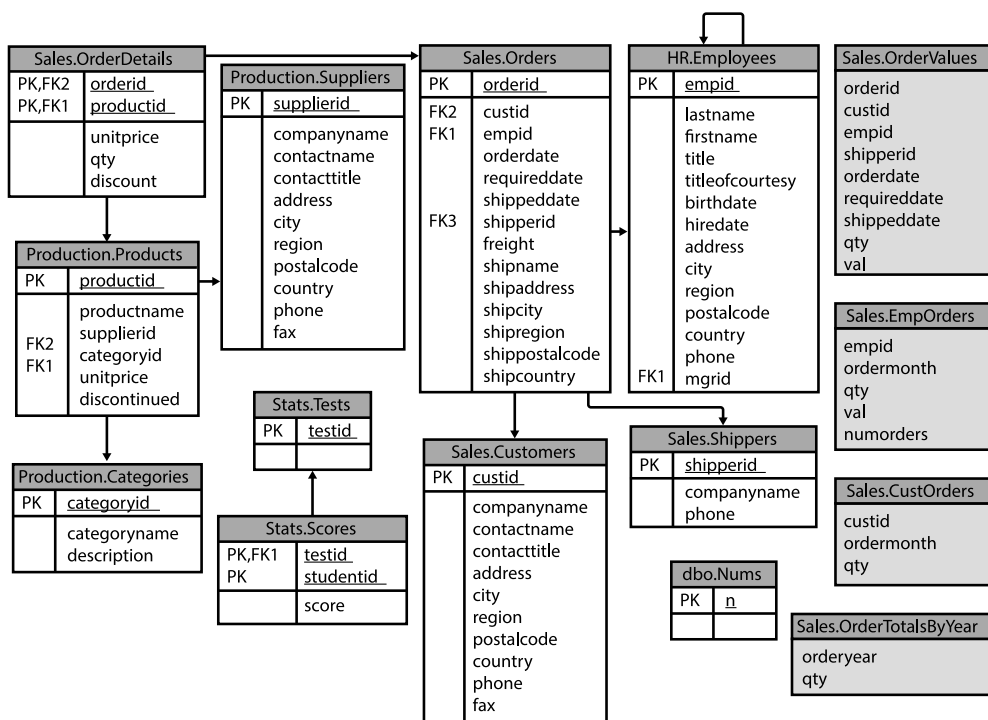 Sales.OrderDetails
PK,FK2 orderid
PK,FK1 productid
unitprice
qty
discount
Production.Suppliers
PK supplierid
companyname
contactname
contacttitle
address
city
region
postalcode
country
phone
fax
Sales.Orders
PK orderid
FK2 custid
FK1 empid
orderdate
requireddate
shippeddate
FK3 shipperid
freight
shipname
shipaddress
shipcity
shipregion
shippostalcode
shipcountry
HR.Employees
PK empid
lastname
firstname
title
titleofcourtesy
birthdate
hiredate
address
city
region
postalcode
country
phone
FK1 mgrid
Sales.OrderValues
orderid
custid
empid
shipperid
orderdate
requireddate
shippeddate
qty
val
Production.Products
PK productid
productname
FK2 supplierid
FK1 categoryid
unitprice
discontinued
Sales.EmpOrders
empid
ordermonth
qty
val
numorders
Stats.Tests
PK testid
Production.Categories
PK categoryid
categoryname
description
Stats.Scores
PK,FK1 testid
PK studentid
score
Sales.Customers
PK custid
companyname
contactname
contacttitle
address
city
region
postalcode
country
phone
fax
Sales.Shippers
PK shipperid
companyname
phone
Sales.CustOrders
custid
ordermonth
qty
dbo.Nums
PK n
Sales.OrderTotalsByYear
orderyear
qty